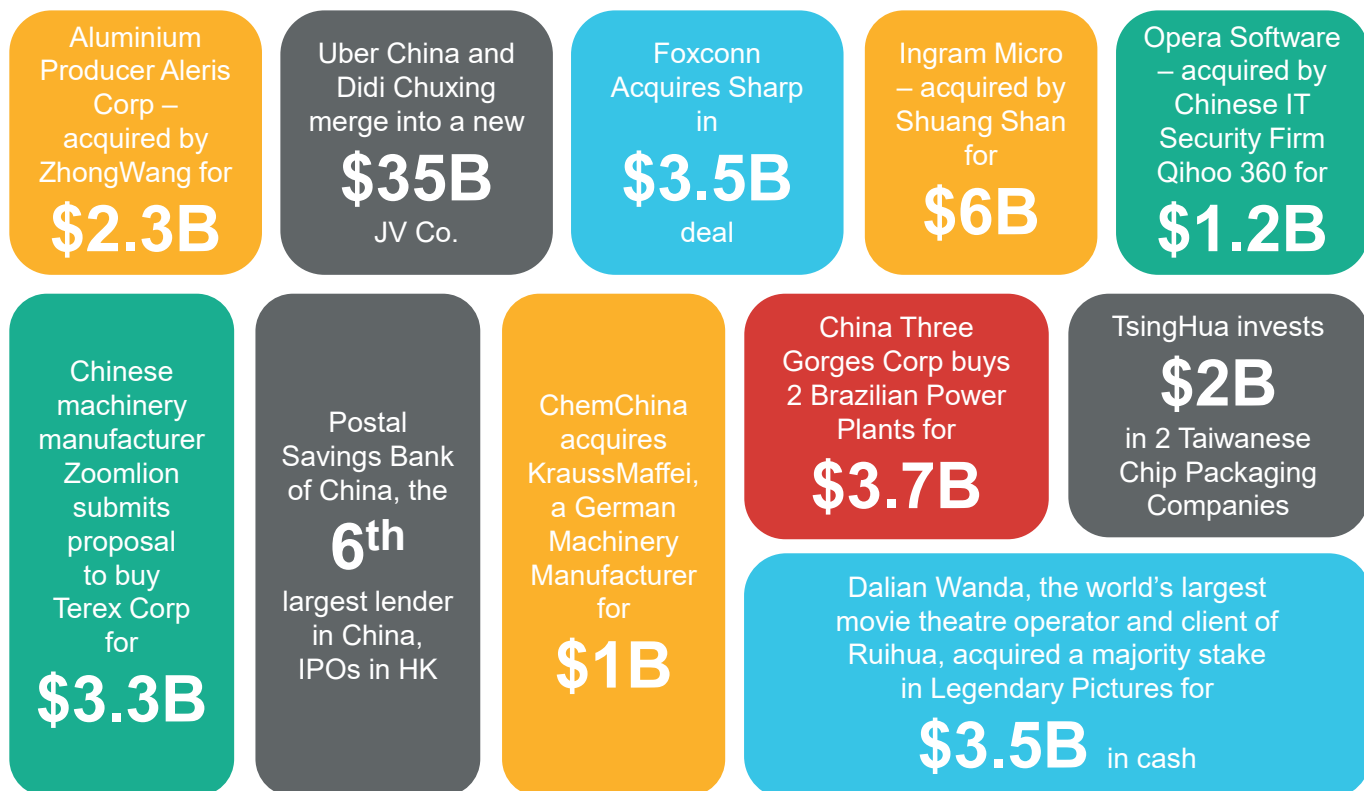 Aluminium
Producer Aleris
Corp –
acquired by
ZhongWang for
$2.3B
Uber China and
Didi Chuxing
merge into a new
$35B
JV Co.
Foxconn
Acquires Sharp
in
$3.5B
deal
Ingram Micro
– acquired by
Shuang Shan
for
$6B
Opera Software
– acquired by
Chinese IT
Security Firm
Qihoo 360 for
$1.2B
Chinese
machinery
manufacturer
Zoomlion
submits
proposal
to buy
Terex Corp
for
$3.3B
Postal
Savings Bank
of China, the
6th
largest lender
in China,
IPOs in HK
ChemChina
acquires
KraussMaffei,
a German
Machinery
Manufacturer
for
$1B
China Three
Gorges Corp buys
2 Brazilian Power
Plants for
$3.7B
TsingHua invests
$2B
in 2 Taiwanese
Chip Packaging
Companies
Dalian Wanda, the world’s largest
movie theatre operator and client of
Ruihua, acquired a majority stake
in Legendary Pictures for
$3.5B in cash